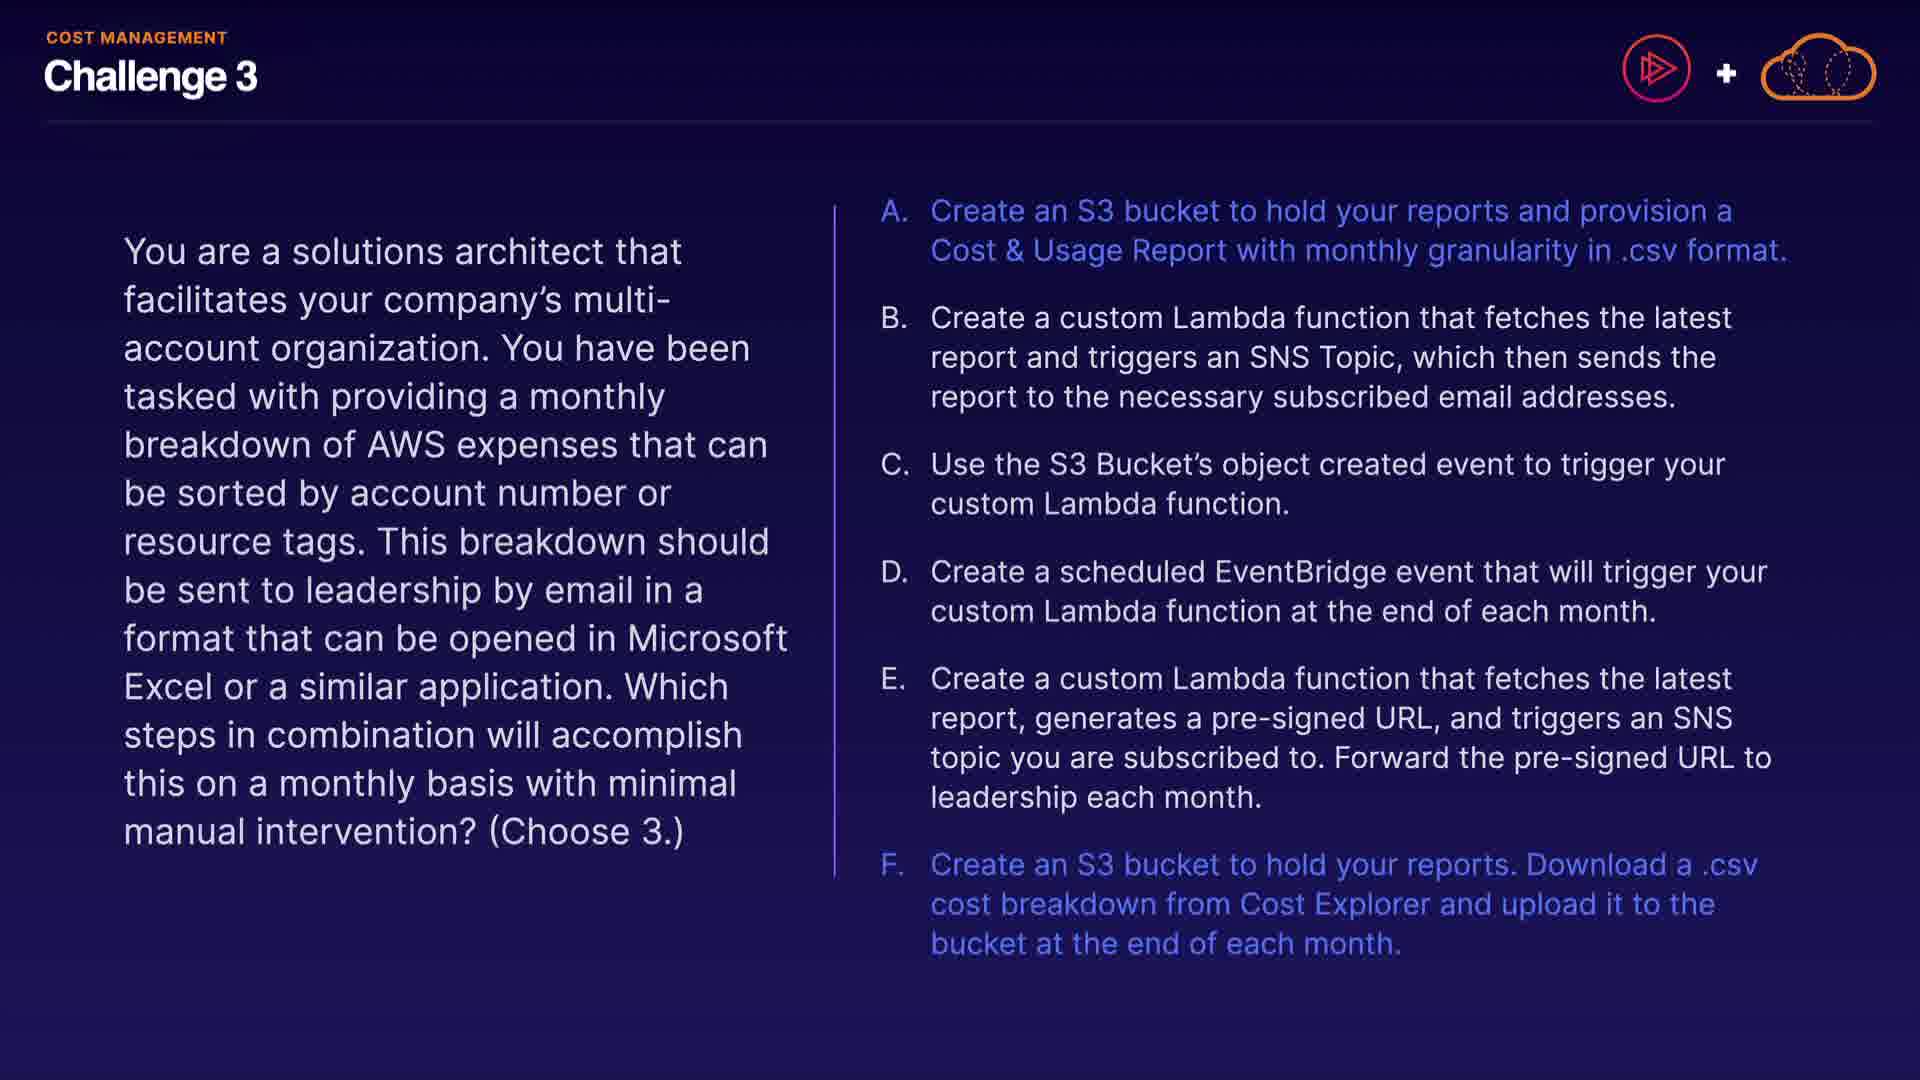 COST MANAGEMENT
Challenge 3
You are a solutions architect that
facilitates your company’s multi-
account organization. You have been
tasked with providing a monthly
breakdown of AWS expenses that can
be sorted by account number or
resource tags. This breakdown should
be sent to leadership by email in a
format that can be opened in Microsoft
Excel or a similar application. Which
steps in combination will accomplish
this on a monthly basis with minimal
manual intervention? (Choose 3.)
A. Create an S3 bucket to hold your reports and provision a
Cost & Usage Report with monthly granularity in .csv format.
B. Create a custom Lambda function that fetches the latest
report and triggers an SNS Topic, which then sends the
report to the necessary subscribed email addresses.
C. Use the S3 Bucket’s object created event to trigger your
custom Lambda function.
D. Create a scheduled EventBridge event that will trigger your
custom Lambda function at the end of each month.
E. Create a custom Lambda function that fetches the latest
report, generates a pre-signed URL, and triggers an SNS
topic you are subscribed to. Forward the pre-signed URL to
leadership each month.
F. Create an S3 bucket to hold your reports. Download a .csv
cost breakdown from Cost Explorer and upload it to the
bucket at the end of each month.